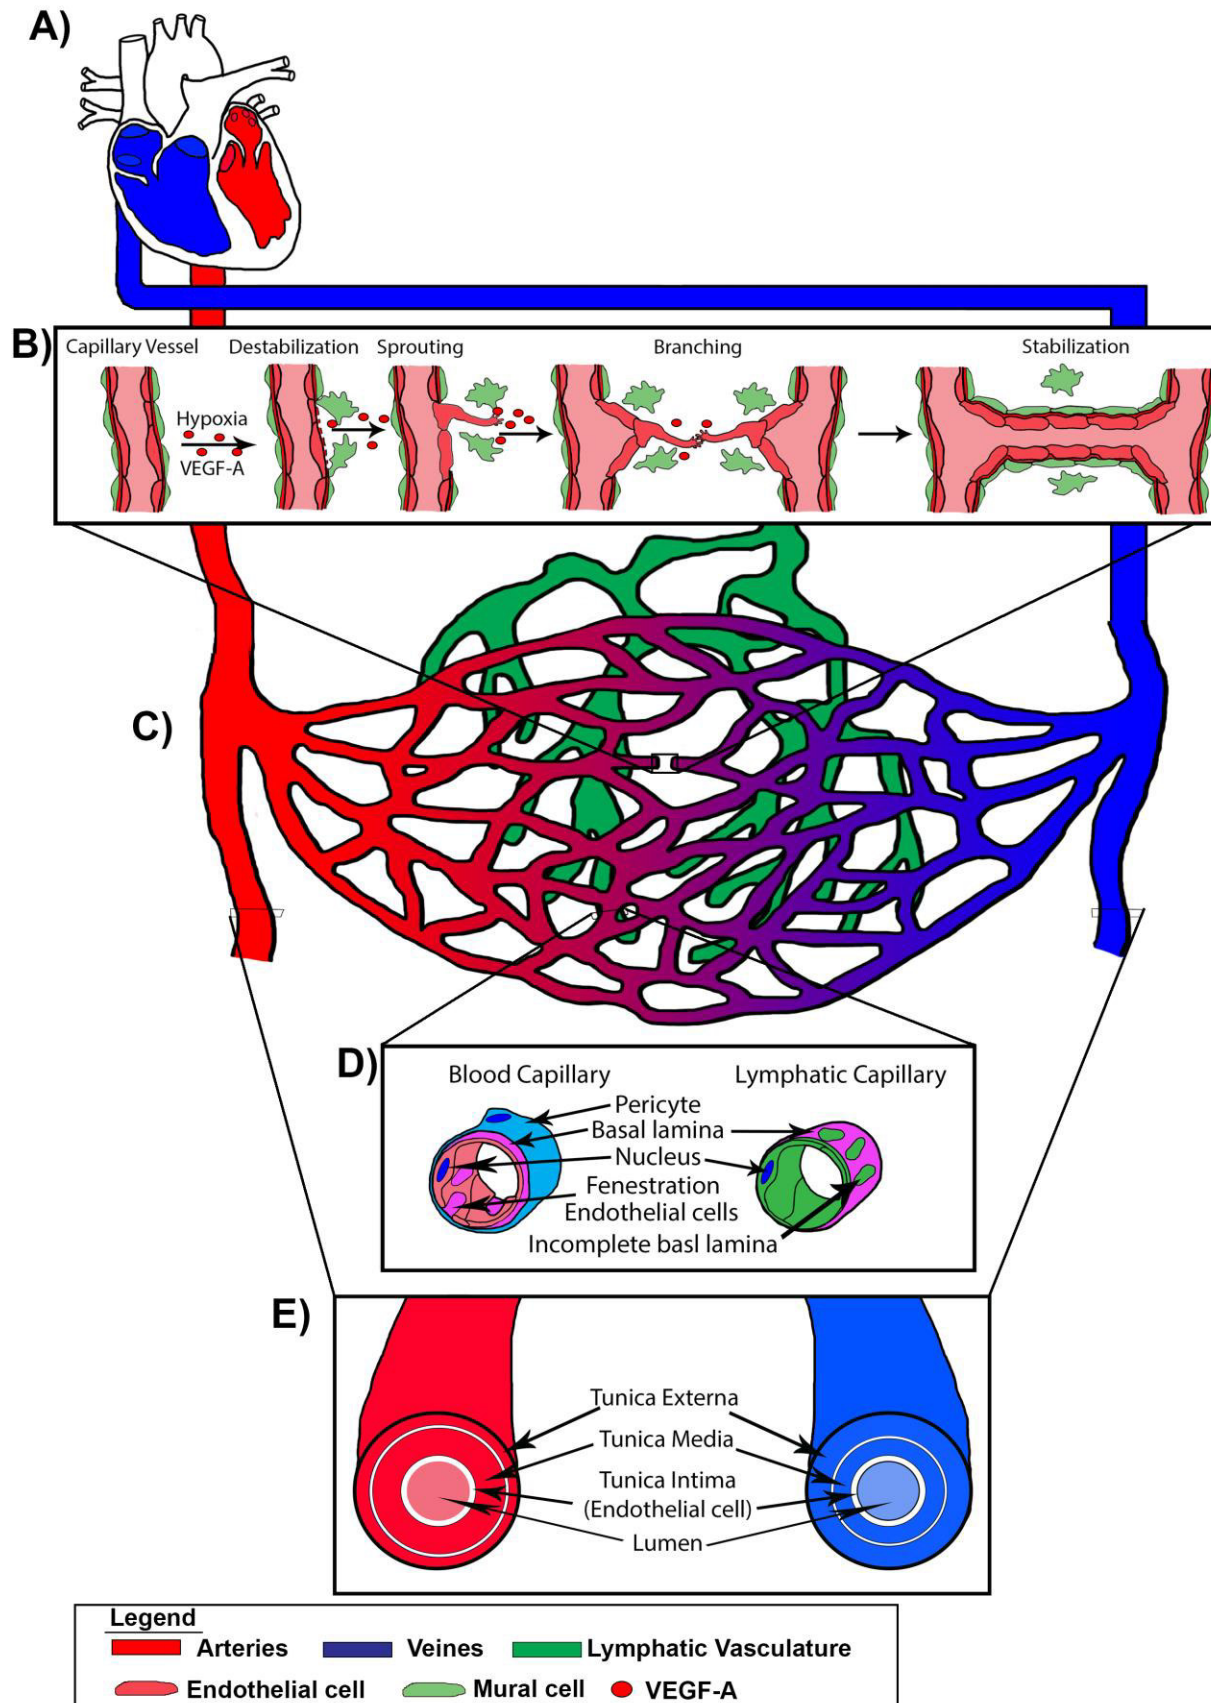 A)
B)
Capillary Vessel
Destabilization
Sprouting
Branching
Stabilization
Hypoxia
VEGF-A
C)
D)
Blood Capillary
Lymphatic Capillary
Pericyte
Basal lamina
Nucleus
Fenestration
Endothelial cells
Incomplete basl lamina
E)
Tunica Externa
Tunica Media
Tunica Intima
(Endothelial cell)
Lumen
Legend
Arteries
Veines
Lymphatic Vasculature
Endothelial cell
Mural cell
VEGF-A